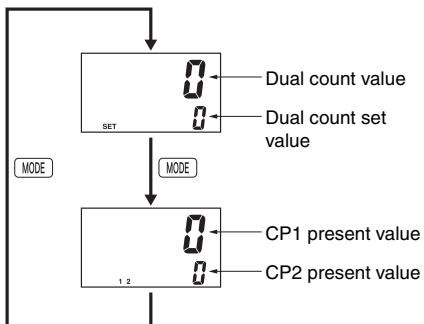 0
Dual count value
0
SET
Dual count set
value
MODE
MODE
0
CP1 present value
0
CP2 present value
1 2